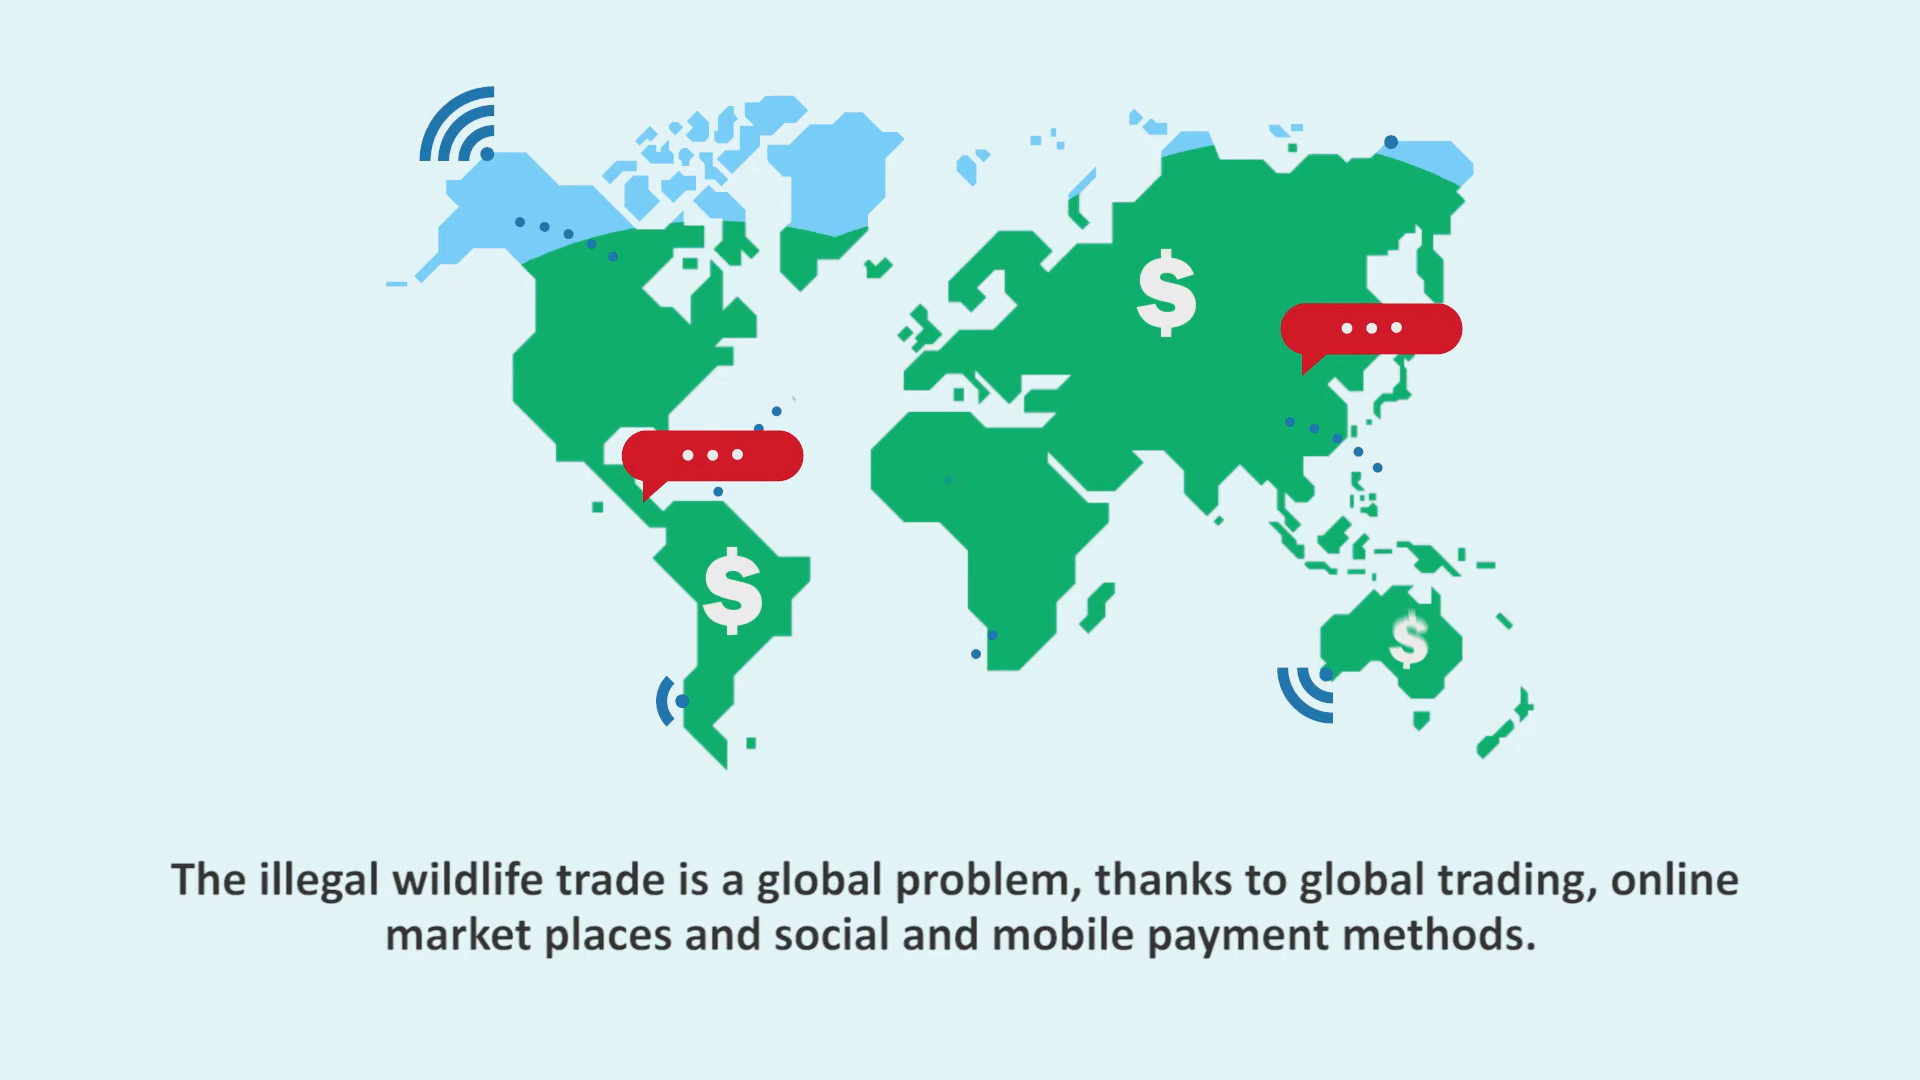 $
$
$
The illegal wildlife trade is a global problem, thanks to global trading, online
market places and social and mobile payment methods.